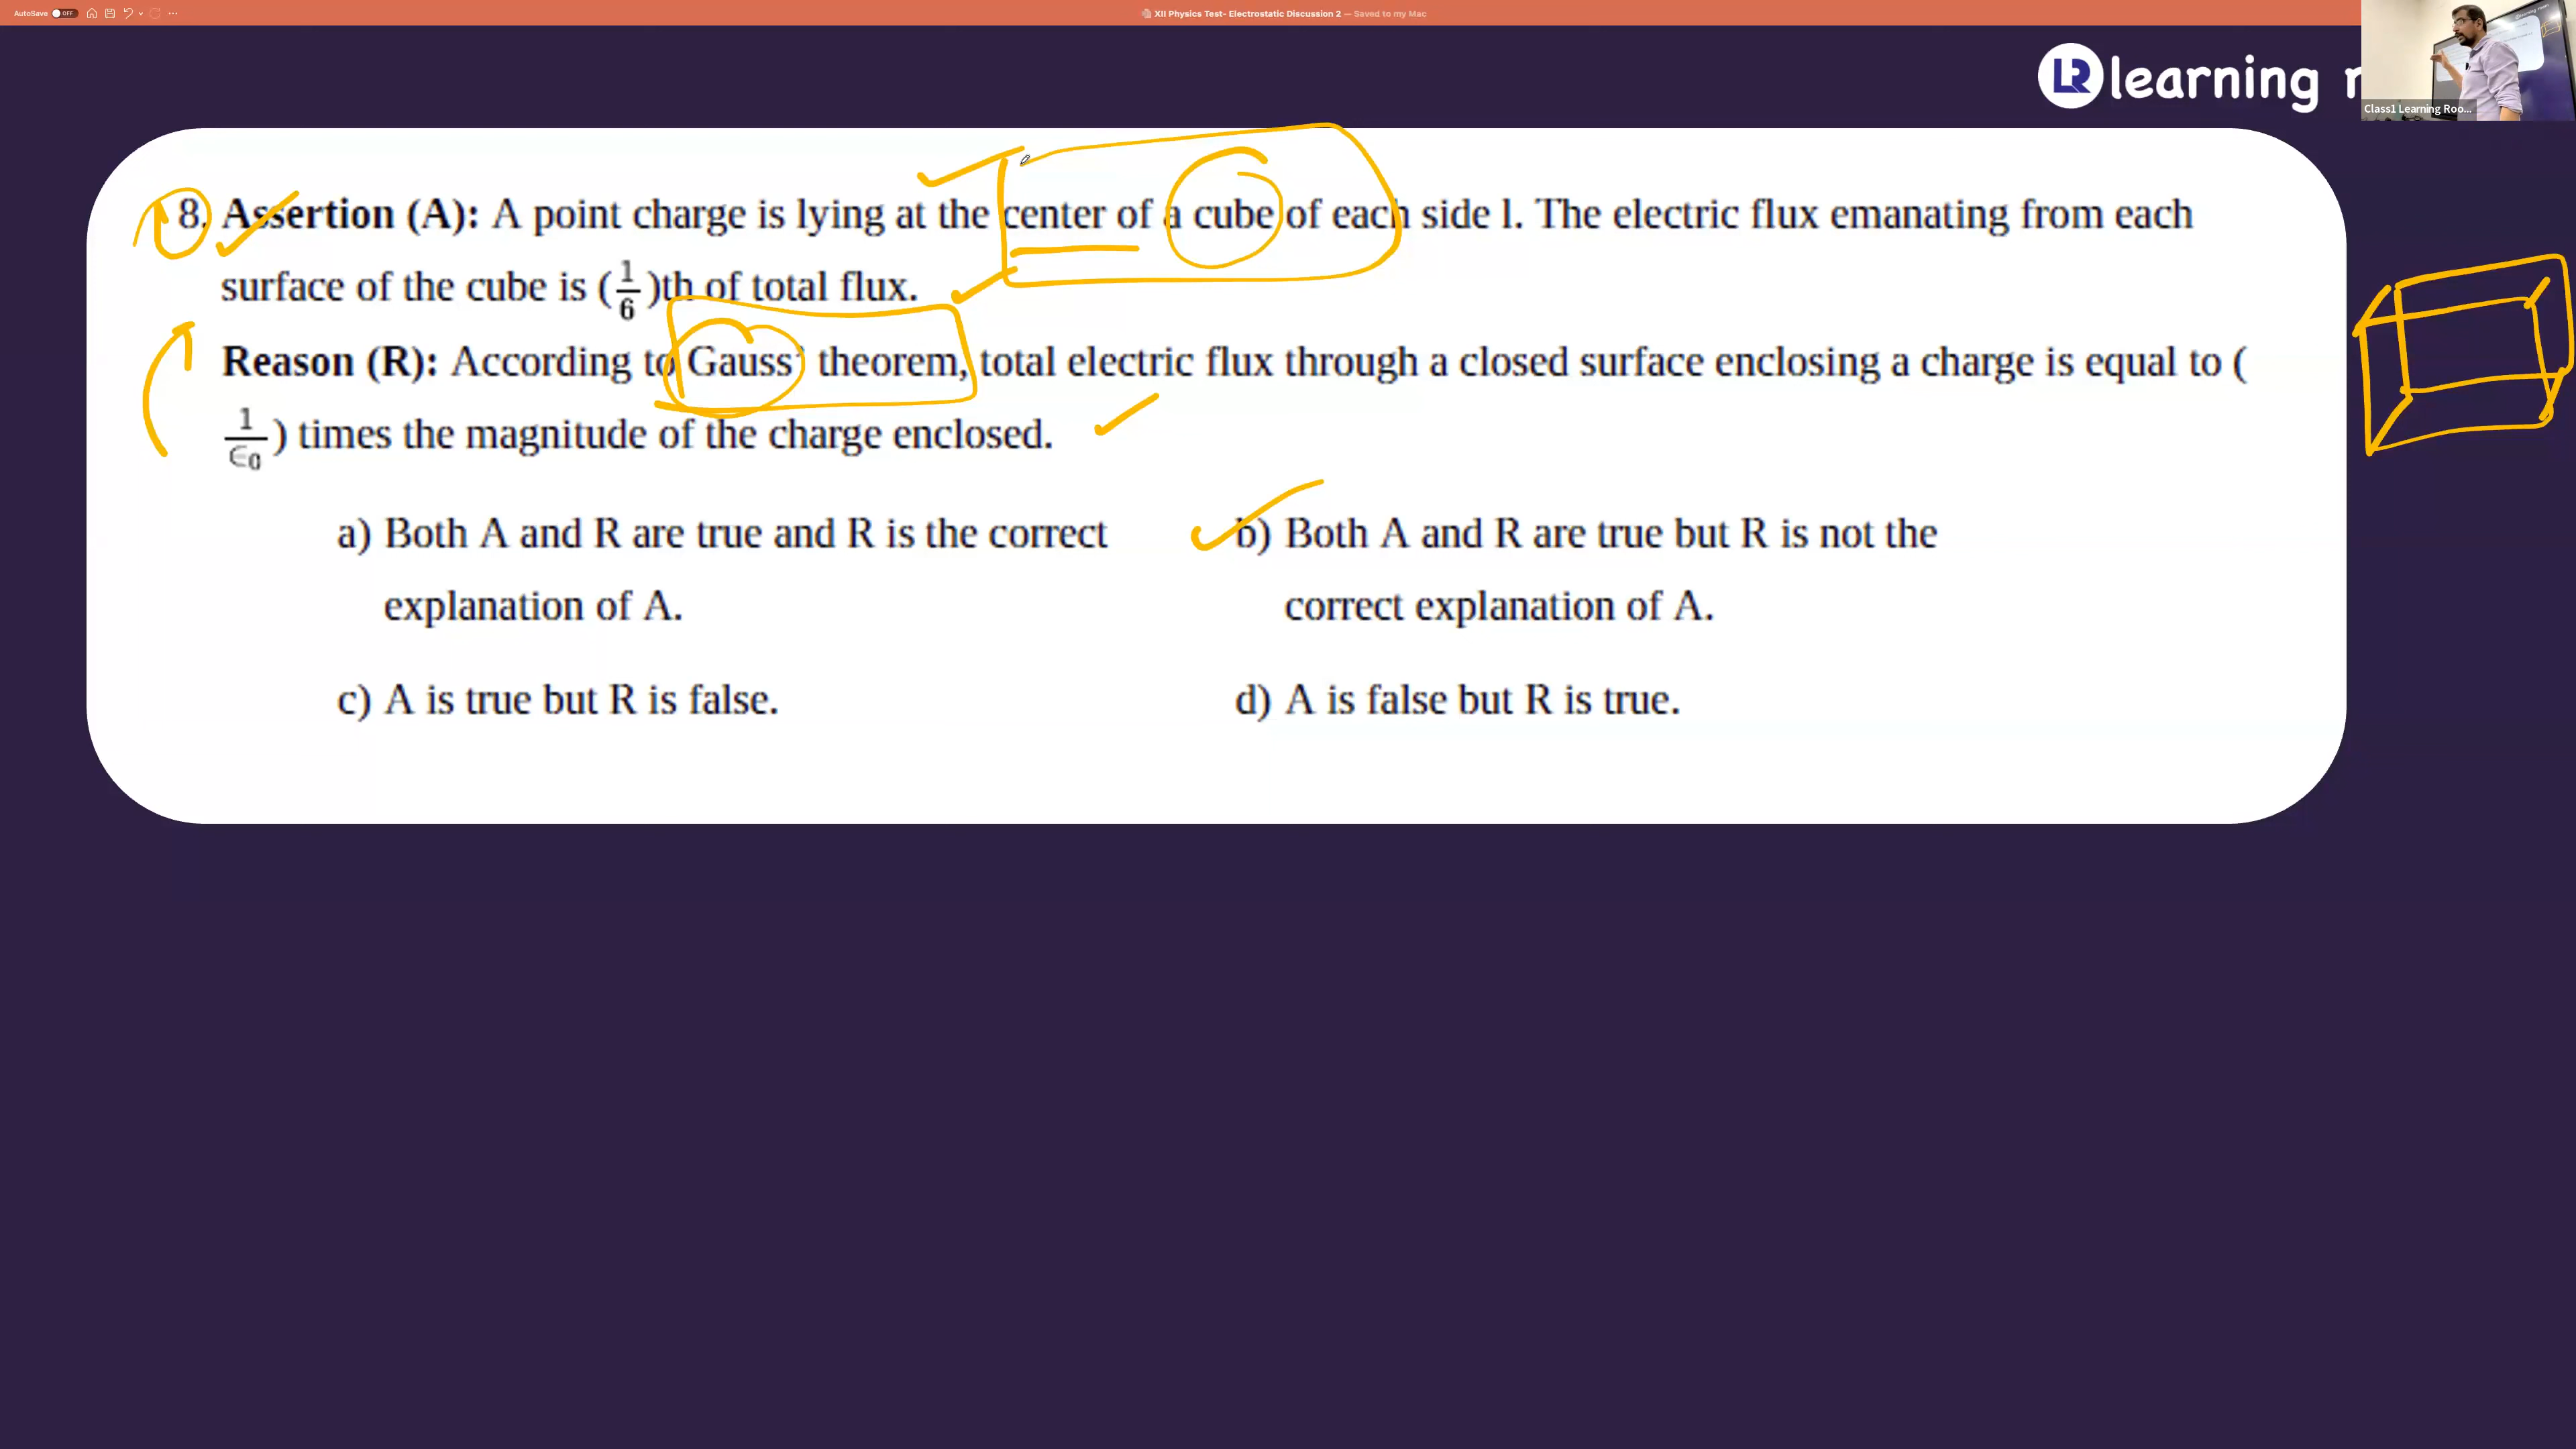 AutoSave OFF
XII Physics Test- Electrostatic Discussion 2 — Saved to my Mac
LR learning r
Class1 Learning Roo...
8. Assertion (A): A point charge is lying at the center of a cube of each side l. The electric flux emanating from each
surface of the cube is (1/6)th of total flux.
Reason (R): According to Gauss' theorem, total electric flux through a closed surface enclosing a charge is equal to (
1/∈0) times the magnitude of the charge enclosed.
a) Both A and R are true and R is the correct
explanation of A.
b) Both A and R are true but R is not the
correct explanation of A.
c) A is true but R is false.
d) A is false but R is true.